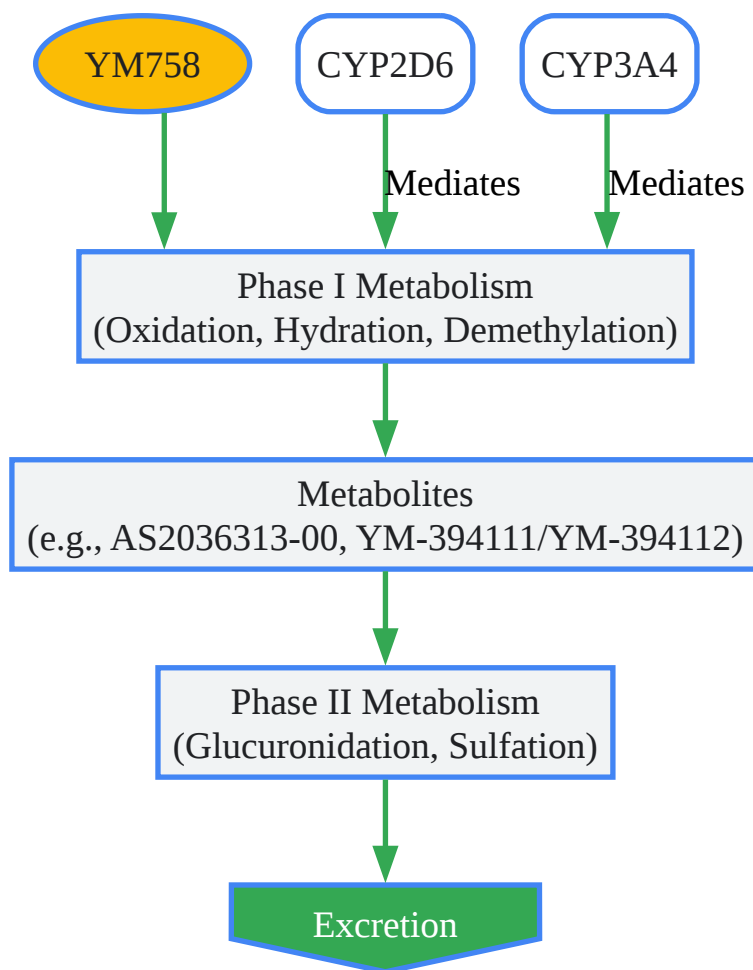 YM758
CYP2D6
CYP3A4
Mediates
Mediates
Phase I Metabolism
(Oxidation, Hydration, Demethylation)
Metabolites
(e.g., AS2036313-00, YM-394111/YM-394112)
Phase II Metabolism
(Glucuronidation, Sulfation)
Excretion